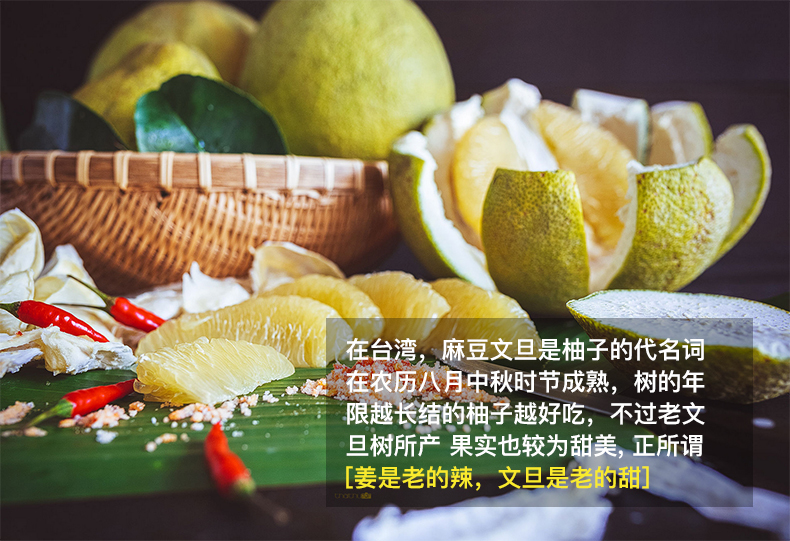 在台湾，麻豆文旦是柚子的代名词
在农历八月中秋时节成熟，树的年
限越长结的柚子越好吃，不过老文
旦树所产 果实也较为甜美, 正所谓
[姜是老的辣，文旦是老的甜]